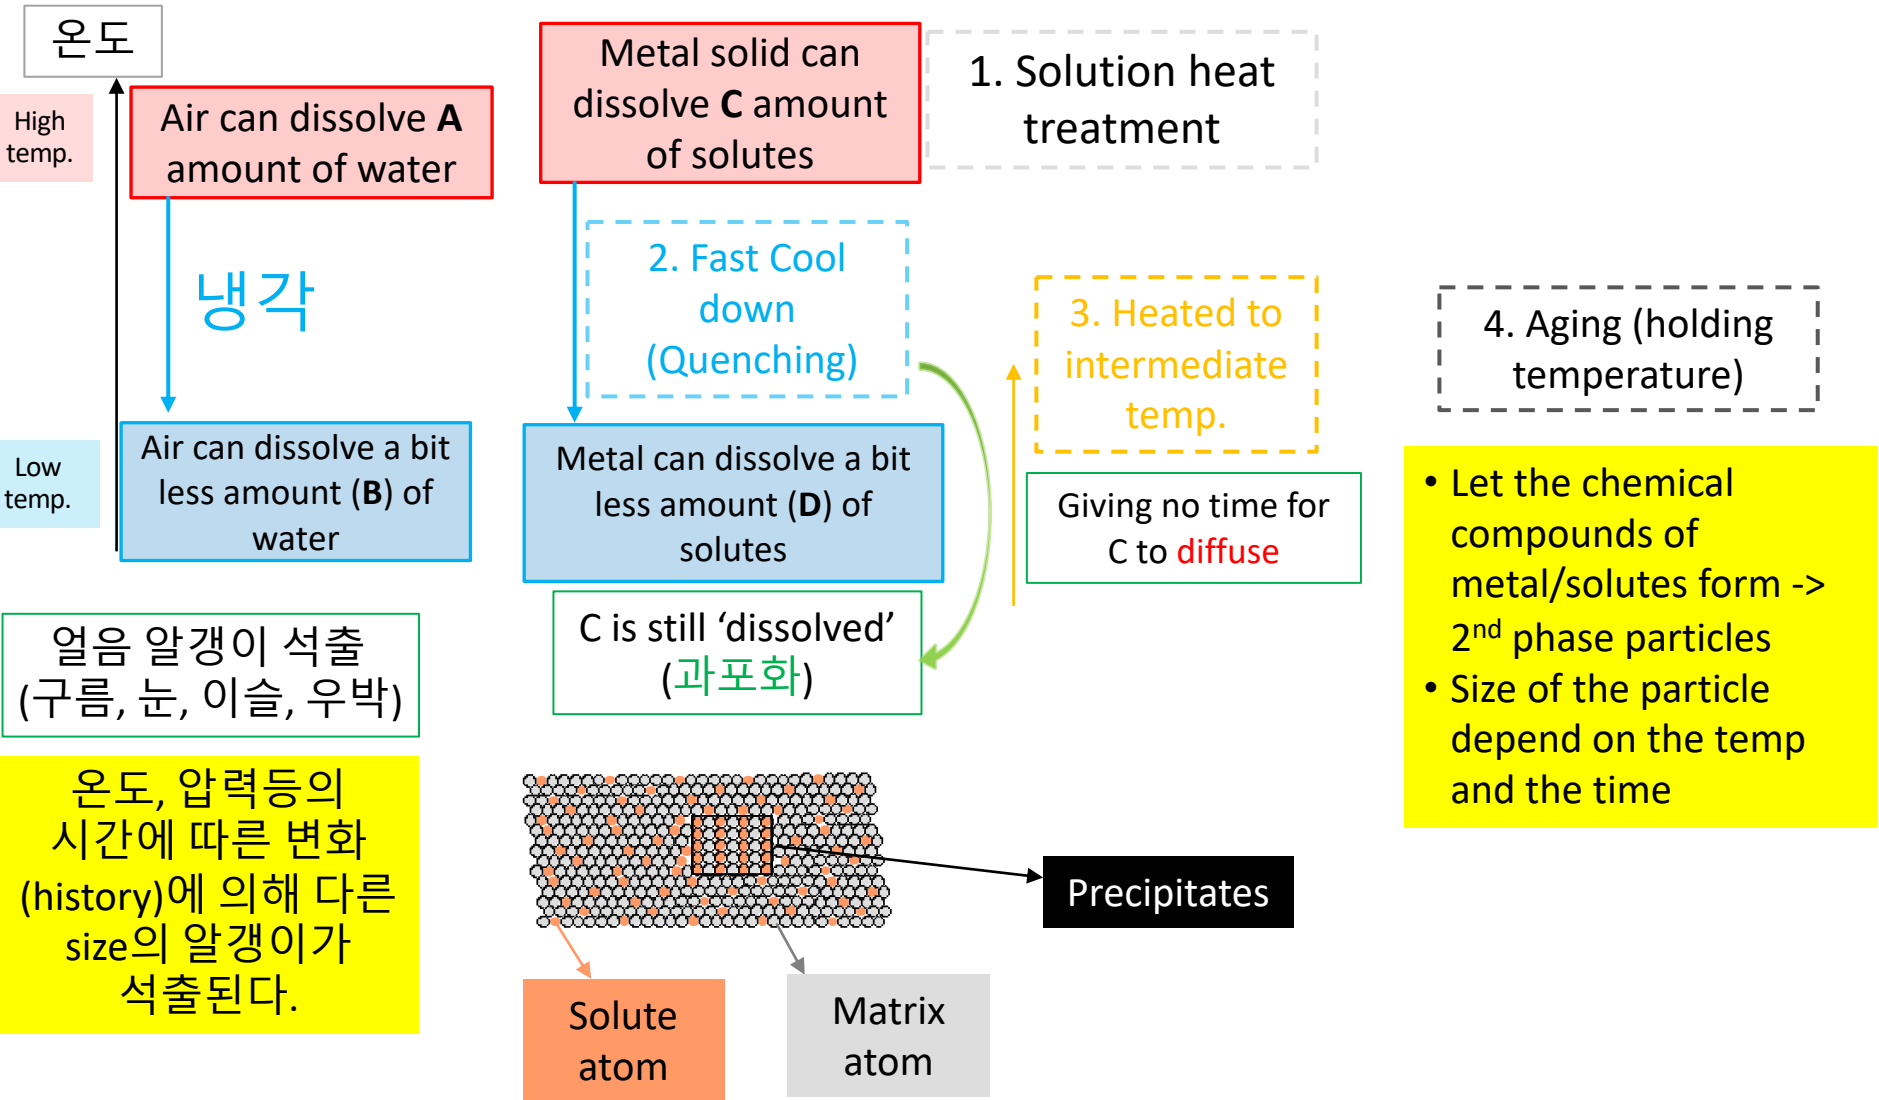 온도
High
temp.
Air can dissolve A
amount of water
냉각
Low
temp.
Air can dissolve a bit
less amount (B) of
water
얼음 알갱이 석출
(구름, 눈, 이슬, 우박)
온도, 압력등의
시간에 따른 변화
(history)에 의해 다른
size의 알갱이가
석출된다.
Metal solid can
dissolve C amount
of solutes
1. Solution heat
treatment
2. Fast Cool
down
(Quenching)
Metal can dissolve a bit
less amount (D) of
solutes
C is still ‘dissolved’
(과포화)
3. Heated to
intermediate
temp.
Giving no time for
C to diffuse
4. Aging (holding
temperature)
• Let the chemical
compounds of
metal/solutes form ->
2nd phase particles
• Size of the particle
depend on the temp
and the time
Precipitates
Solute
atom
Matrix
atom